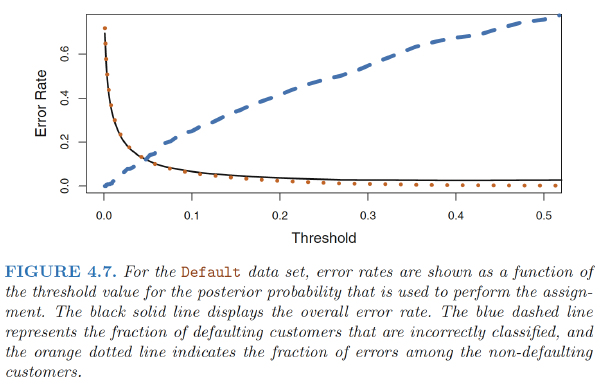 Error Rate
0.6
0.4
0.2
0.0
0.0 0.1 0.2 0.3 0.4 0.5
Threshold
FIGURE 4.7. For the Default data set, error rates are shown as a function of
the threshold value for the posterior probability that is used to perform the assign-
ment. The black solid line displays the overall error rate. The blue dashed line
represents the fraction of defaulting customers that are incorrectly classified, and
the orange dotted line indicates the fraction of errors among the non-defaulting
customers.